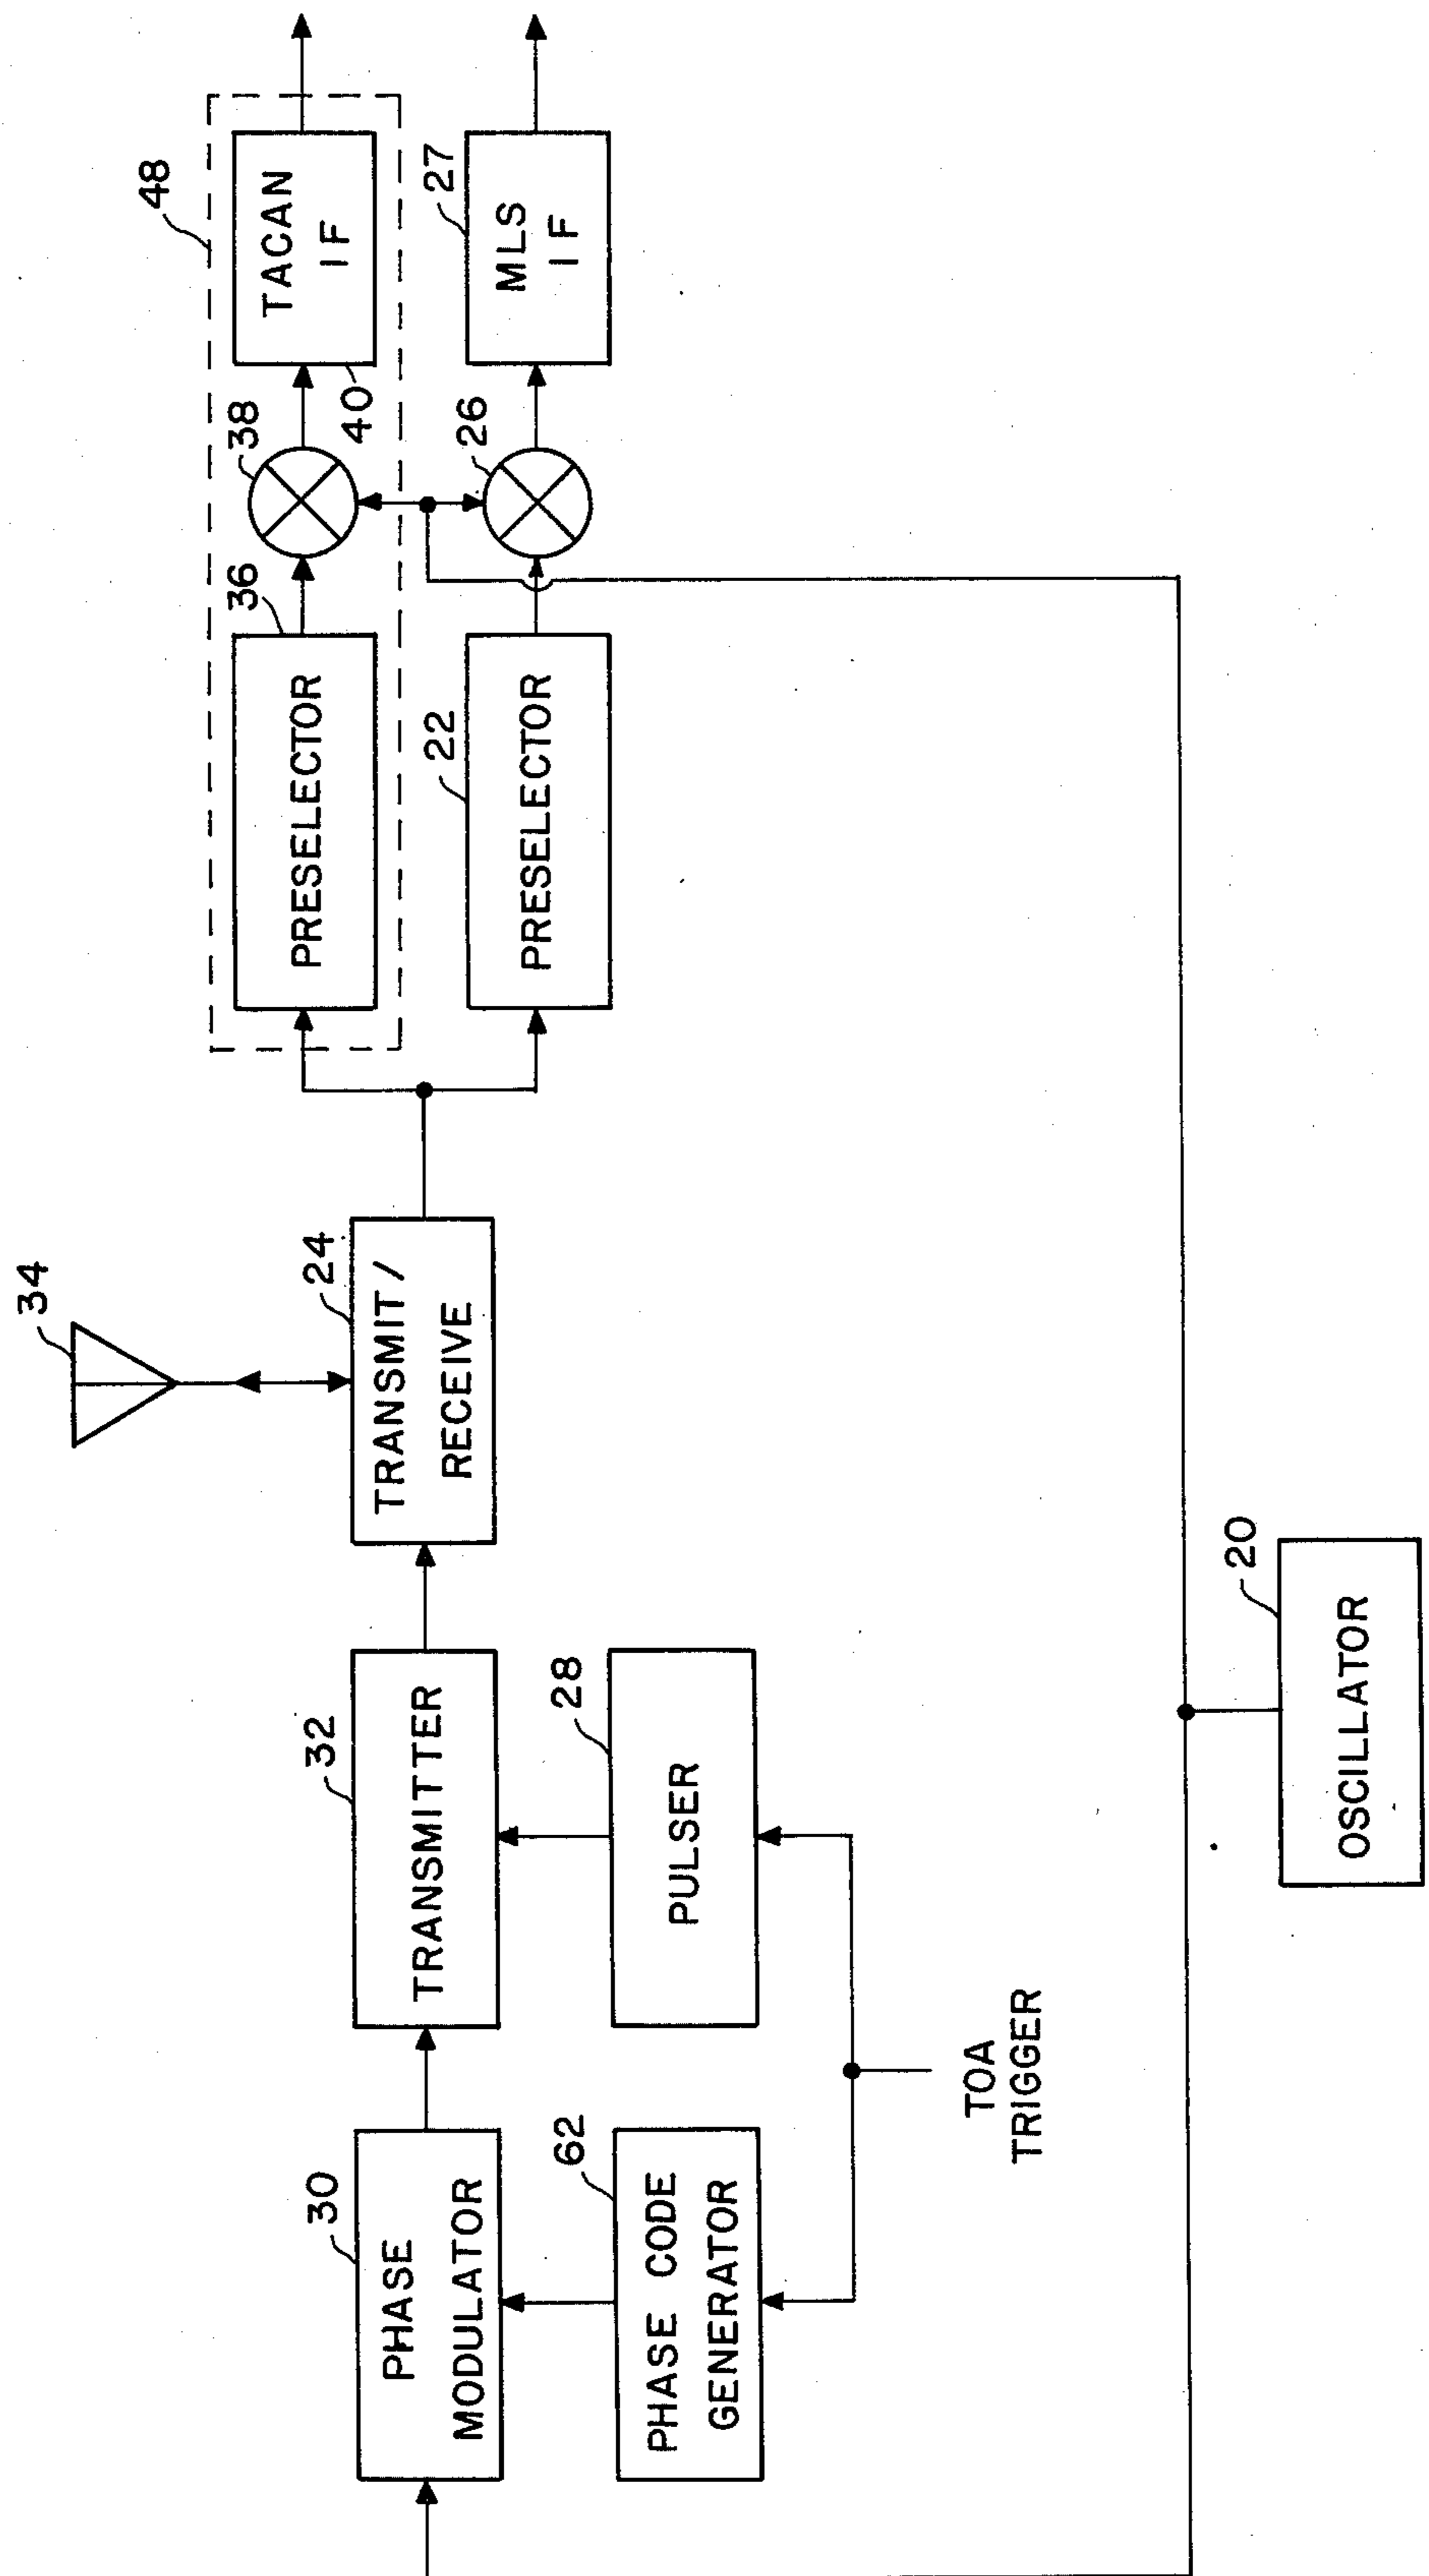 34
48
TACAN
IF
40
38
36
PRESELECTOR
27
MLS
IF
26
22
PRESELECTOR
24
TRANSMIT/
RECEIVE
32
TRANSMITTER
28
PULSER
30
PHASE
MODULATOR
62
PHASE CODE
GENERATOR
TOA
TRIGGER
20
OSCILLATOR